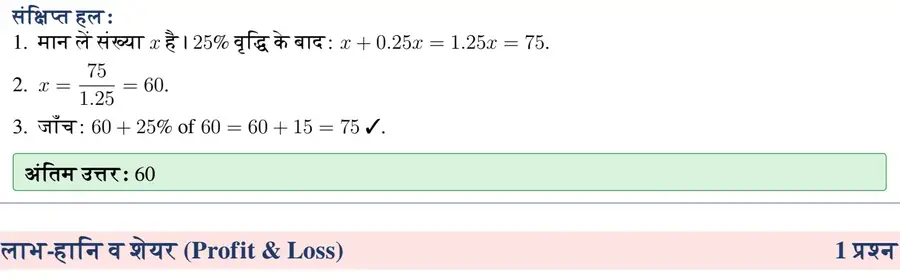 संक्षिप्त हल :
1. मान लें संख्या x है। 25% वृद्धि के बाद : x + 0.25x = 1.25x = 75.
2. x = 75/1.25 = 60.
3. जाँच : 60 + 25% of 60 = 60 + 15 = 75 ✓.
अंतिम उत्तर : 60
लाभ-हानि व शेयर (Profit & Loss) 1 प्रश्न